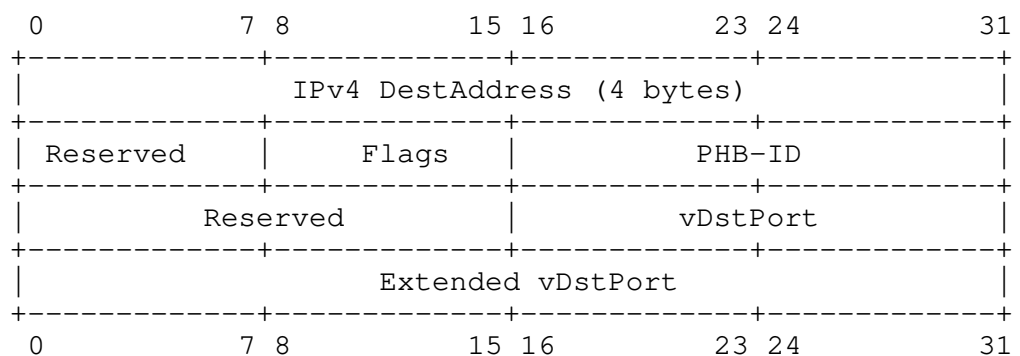 0 7 8 15 16 23 24 31
+-------------+-------------+-------------+-------------+
| IPv4 DestAddress (4 bytes) |
+-------------+-------------+-------------+-------------+
| Reserved | Flags | PHB-ID |
+-------------+-------------+-------------+-------------+
| Reserved | vDstPort |
+-------------+-------------+-------------+-------------+
| Extended vDstPort |
+-------------+-------------+-------------+-------------+
0 7 8 15 16 23 24 31